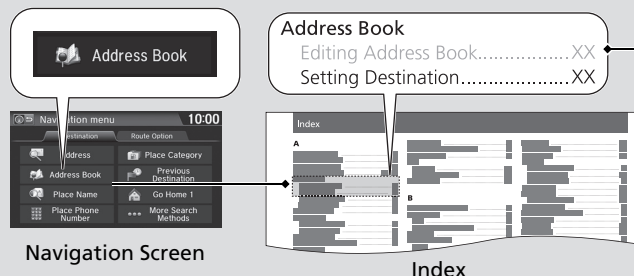 Address Book
Address Book
Editing Address Book..................XX
Setting Destination....................XX
Navigation menu
10:00
Destination
Route Option
Address
Place Category
Address Book
Previous
Destination
Place Name
Go Home 1
Place Phone
Number
More Search
Methods
Navigation Screen
Index
A
B
Index